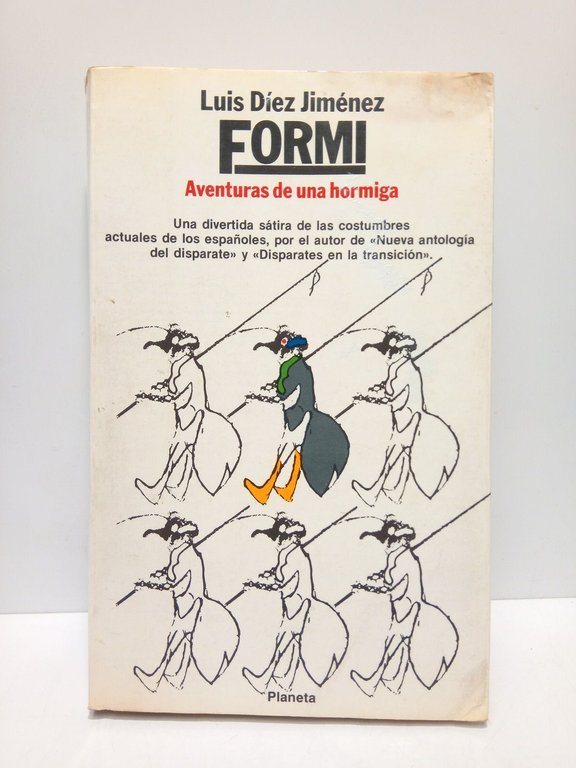 Luis Díez Jiménez
FORMI
Aventuras de una hormiga
Una divertida sátira de las costumbres
actuales de los españoles, por el autor de «Nueva antología
del disparate» y «Disparates en la transición».
Planeta